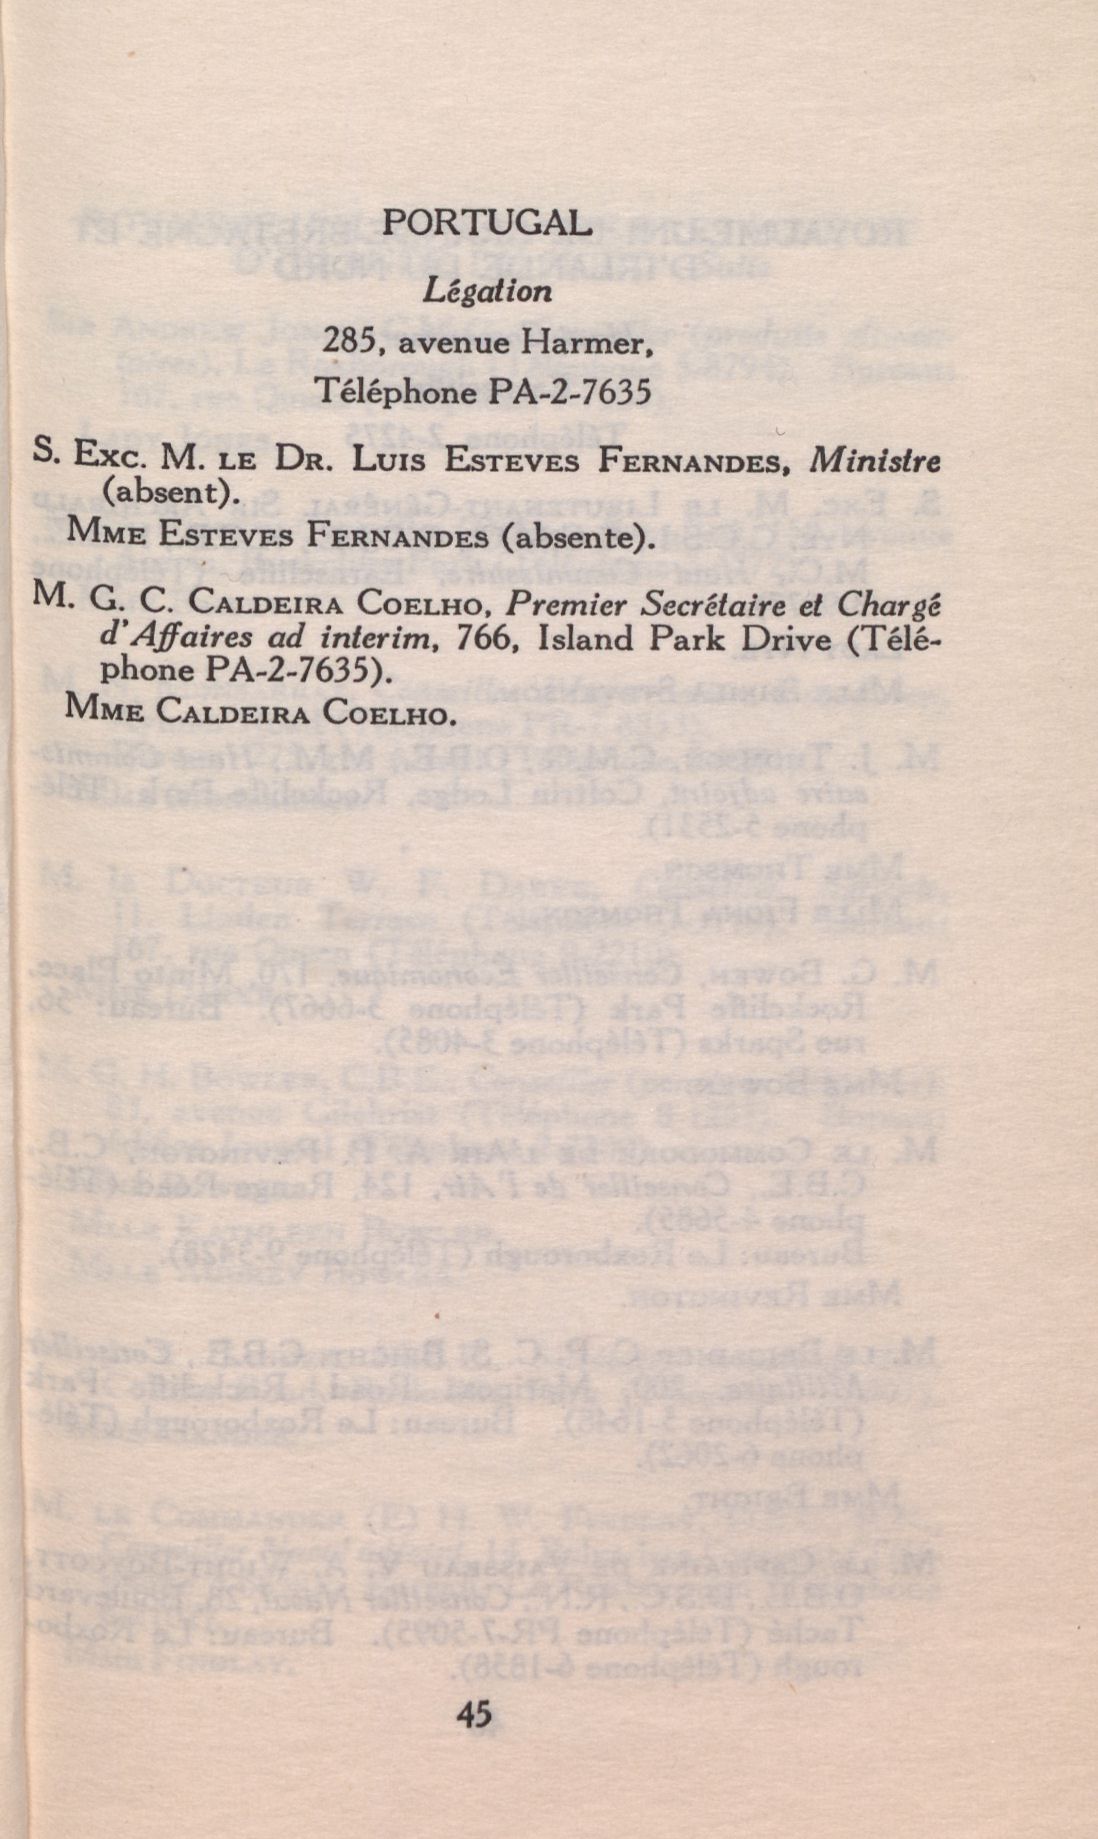 PORTUGAL
Légation
285, avenue Harmer,
Téléphone PA-2-7635
S. Exc. M. le Dr. Luis Esteves Fernandes, Ministre
(absent).
Mme Esteves Fernandes (absente).
M. G. C. Caldeira Coelho, Premier Secrétaire et Chargé
d'Affaires ad interim, 766, Island Park Drive (Télé-
phone PA-2-7635).
Mme Caldeira Coelho.
45